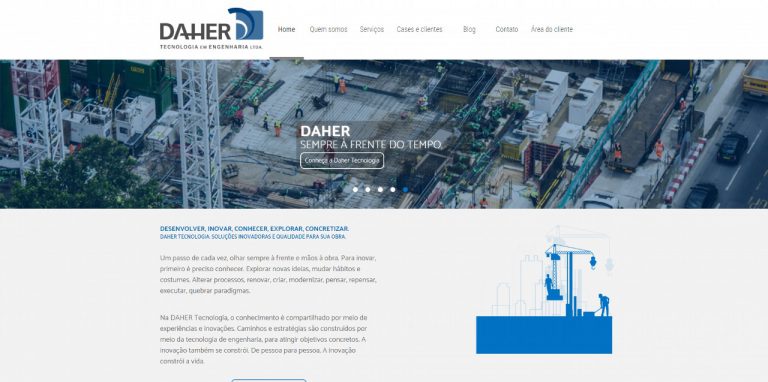 DAHER
TECNOLOGIA EM ENGENHARIA LTDA.
Home Quem somos Serviços Cases e clientes Blog Contato Área do cliente
DAHER
SEMPRE À FRENTE DO TEMPO
Conheça a Daher Tecnologia
DESENVOLVER, INOVAR, CONHECER, EXPLORAR, CONCRETIZAR.
DAHER TECNOLOGIA: SOLUÇÕES INOVADORAS E QUALIDADE PARA SUA OBRA.
Um passo de cada vez, olhar sempre à frente e mãos à obra. Para inovar,
primeiro é preciso conhecer. Explorar novas ideias, mudar hábitos e
costumes. Alterar processos, renovar, criar, modernizar, pensar, repensar,
executar, quebrar paradigmas.
Na DAHER Tecnologia, o conhecimento é compartilhado por meio de
experiências e inovações. Caminhos e estratégias são construídos por
meio da tecnologia de engenharia, para atingir objetivos concretos. A
inovação também se constrói. De pessoa para pessoa. A inovação
constrói a vida.